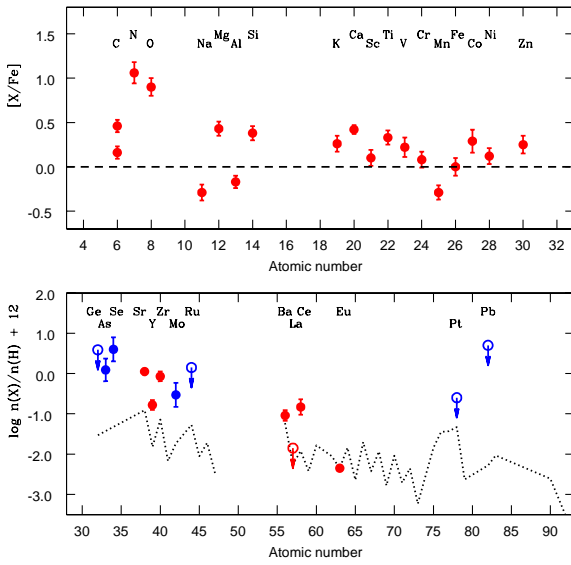 [X/Fe]
1.5
1.0
0.5
0.0
-0.5
N Mg Si Ca Ti Cr Fe Ni
C O Na Al K Sc V Mn Co Zn
4 6 8 10 12 14 16 18 20 22 24 26 28 30 32
Atomic number
log n(X)/n(H) + 12
2.0
1.0
0.0
-1.0
-2.0
-3.0
Ge Se Sr Zr Ru Ba Ce Eu Pb
As Y Mo La Pt
30 35 40 45 50 55 60 65 70 75 80 85 90
Atomic number